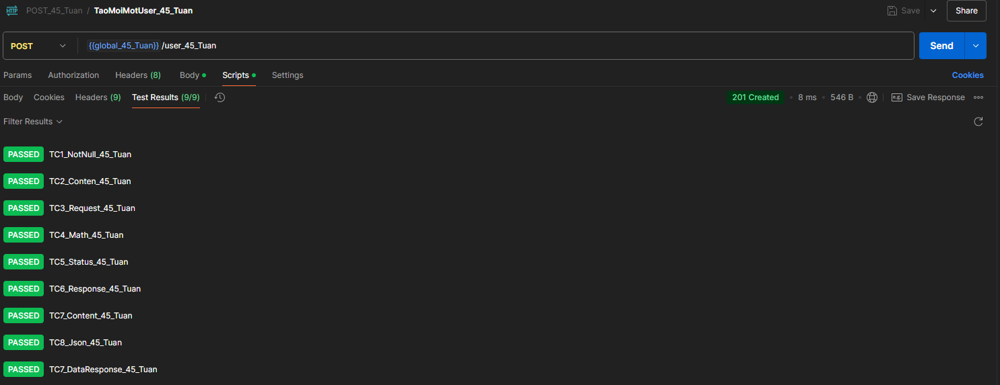 HTTP POST_45_Tuan / TaoMoiMotUser_45_Tuan Save Share
POST {{global_45_Tuan}} /user_45_Tuan Send
Params Authorization Headers (8) Body Scripts Settings Cookies
Body Cookies Headers (9) Test Results (9/9) 201 Created 8 ms 546 B e.g. Save Response
Filter Results
PASSED TC1_NotNull_45_Tuan
PASSED TC2_Conten_45_Tuan
PASSED TC3_Request_45_Tuan
PASSED TC4_Math_45_Tuan
PASSED TC5_Status_45_Tuan
PASSED TC6_Response_45_Tuan
PASSED TC7_Content_45_Tuan
PASSED TC8_Json_45_Tuan
PASSED TC7_DataResponse_45_Tuan